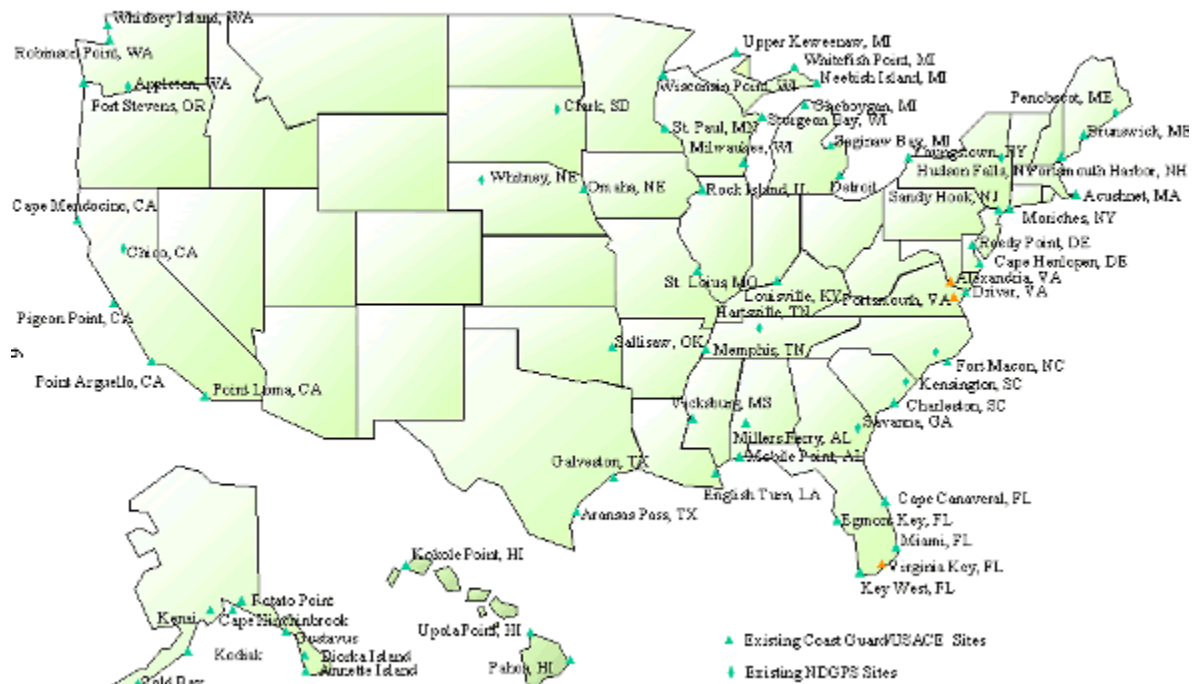 Whidbey Island, WA
Robinson Point, WA
Appleton, WA
Fort Stevens, OR
Upper Keweenaw, MI
Whitefish Point, MI
Neebish Island, MI
Wisconsin Point, WI
Cheboygan, MI
Sturgeon Bay, WI
Clark, SD
St. Paul, MN
Milwaukee, WI
Saginaw Bay, MI
Penobscot, ME
Brunswick, ME
Youngstown, NY
Hudson Falls, NY
Portsmouth Harbor, NH
Whitney, NE
Omaha, NE
Rock Island, IL
Detroit
Sandy Hook, NJ
Acushnet, MA
Moriches, NY
Cape Mendocino, CA
Chico, CA
Reedy Point, DE
Cape Henlopen, DE
St. Loius, MO
Alexandria, VA
Louisville, KY
Portsmouth, VA
Driver, VA
Hartsville, TN
Pigeon Point, CA
9
Sallisaw, OK
Memphis, TN
Fort Macon, NC
Point Arguello, CA
Point Loma, CA
Kensington, SC
Charleston, SC
Vicksburg, MS
Savanna, GA
Millers Ferry, AL
Mobile Point, AL
Galveston, TX
English Turn, LA
Cape Canaveral, FL
Aransas Pass, TX
Egmont Key, FL
Miami, FL
Kokole Point, HI
Virginia Key, FL
Key West, FL
Potato Point
Kenai
Cape Hinchinbrook
Gustavus
Upolu Point, HI
Existing Coast Guard/USACE Sites
Kodiak
Biorka Island
Annette Island
Pahoa, HI
Existing NDGPS Sites
Cold Bay